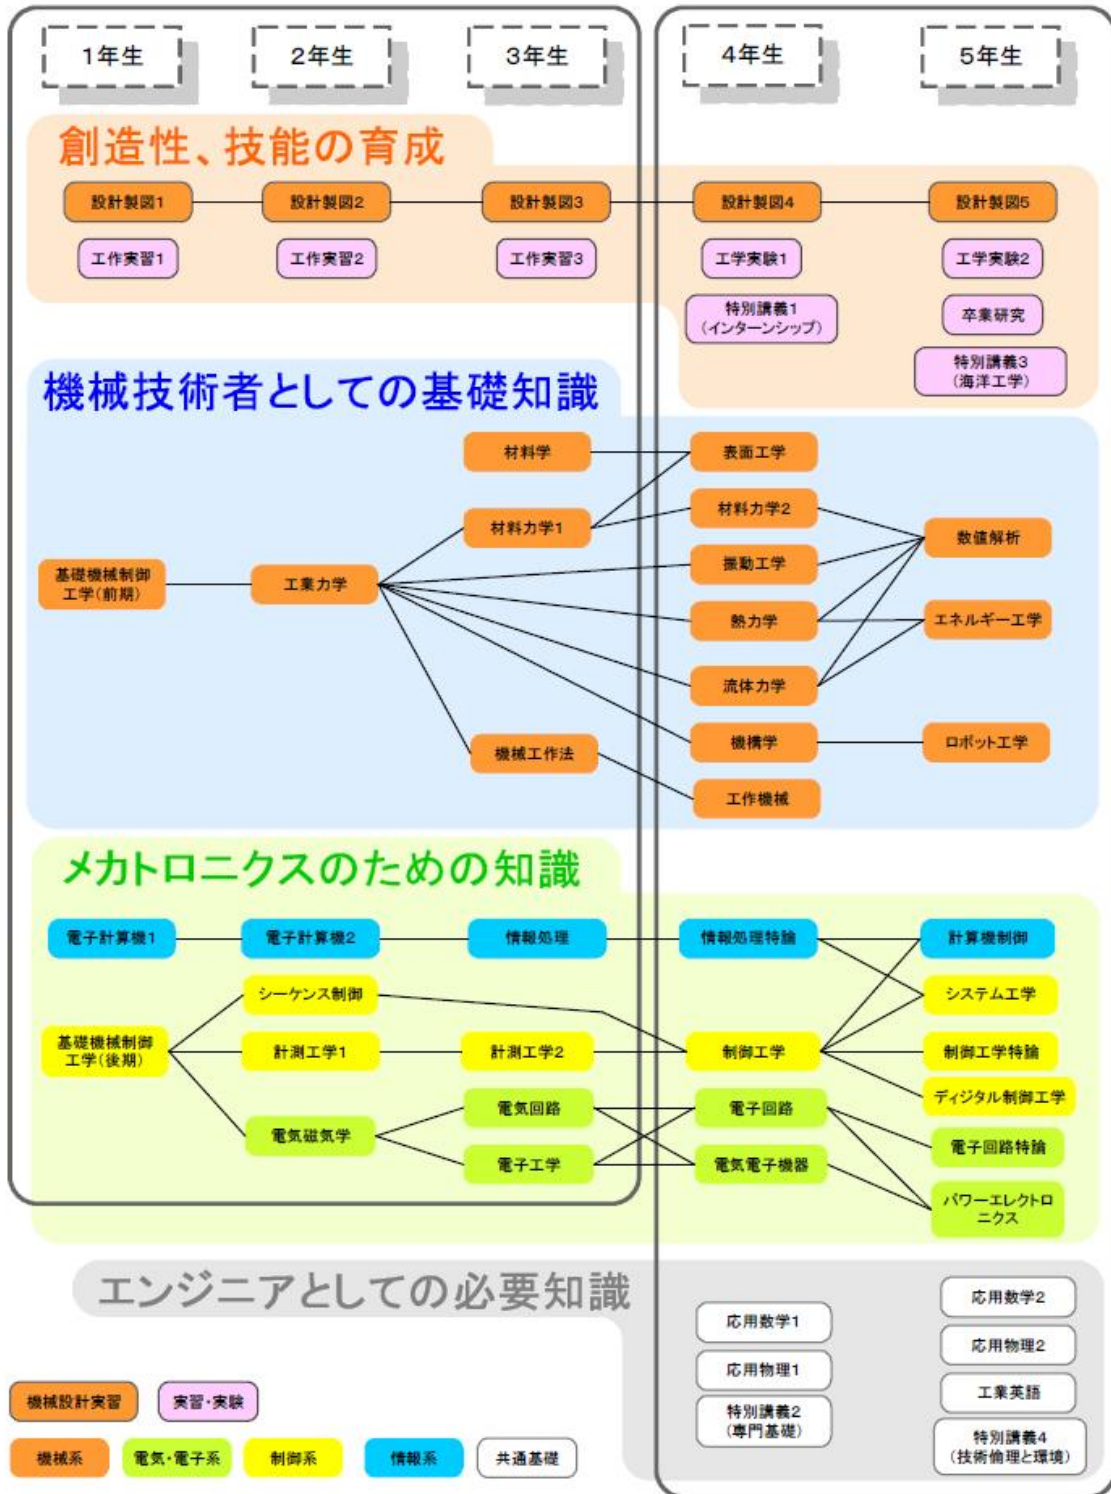 1年生
2年生
3年生
4年生
5年生
創造性、技能の育成
設計製図1
設計製図2
設計製図3
設計製図4
設計製図5
工作実習1
工作実習2
工作実習3
工学実験1
工学実験2
特別講義1
(インターンシップ)
卒業研究
特別講義3
(海洋工学)
機械技術者としての基礎知識
材料学
表面工学
材料力学1
材料力学2
数値解析
基礎機械制御
工学(前期)
工業力学
振動工学
熱力学
エネルギー工学
流体力学
機械工作法
機構学
ロボット工学
工作機械
メカトロニクスのための知識
電子計算機1
電子計算機2
情報処理
情報処理特論
計算機制御
シーケンス制御
システム工学
基礎機械制御
工学(後期)
計測工学1
計測工学2
制御工学
制御工学特論
ディジタル制御工学
電気磁気学
電気回路
電子回路
電子工学
電気電子機器
電子回路特論
パワーエレクトロ
ニクス
エンジニアとしての必要知識
応用数学1
応用数学2
応用物理1
応用物理2
特別講義2
(専門基礎)
工業英語
特別講義4
(技術倫理と環境)
機械設計実習
実習・実験
機械系
電気・電子系
制御系
情報系
共通基礎